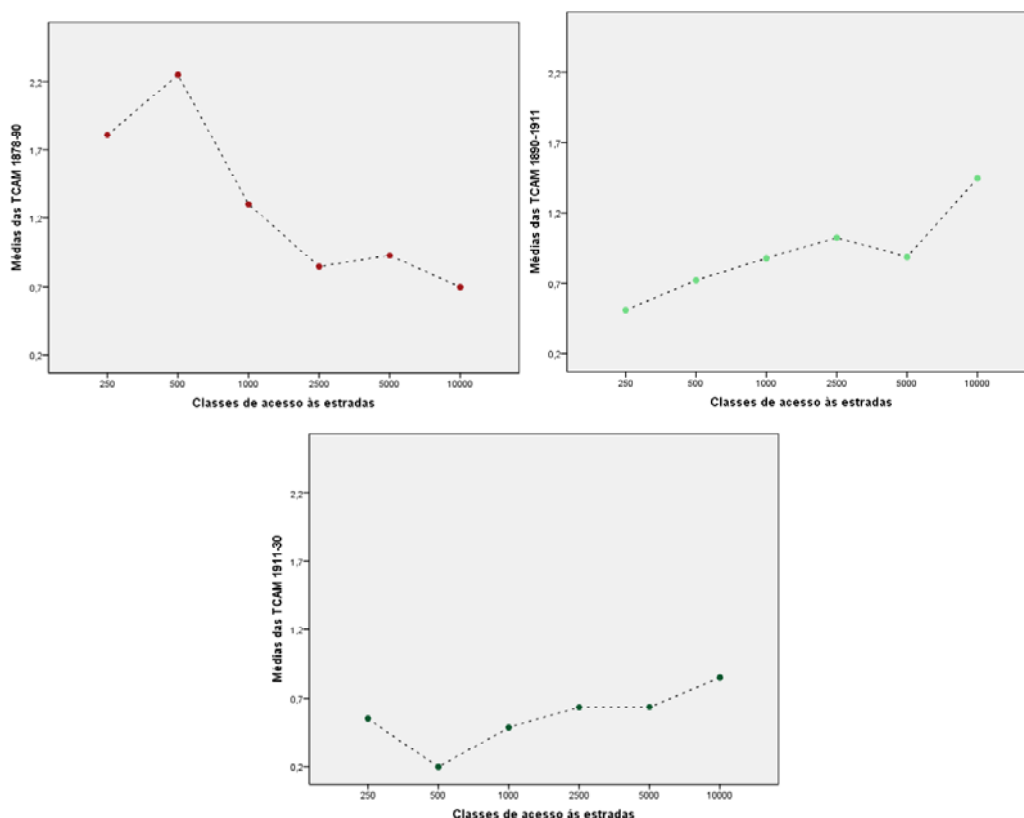 Médias das TCAM 1878-90
2,2
1,7
1,2
0,7
0,2
250 500 1000 2500 5000 10000
Classes de acesso às estradas
Médias das TCAM 1890-1911
2,2
1,7
1,2
0,7
0,2
250 500 1000 2500 5000 10000
Classes de acesso às estradas
Médias das TCAM 1911-30
2,2
1,7
1,2
0,7
0,2
250 500 1000 2500 5000 10000
Classes de acesso às estradas